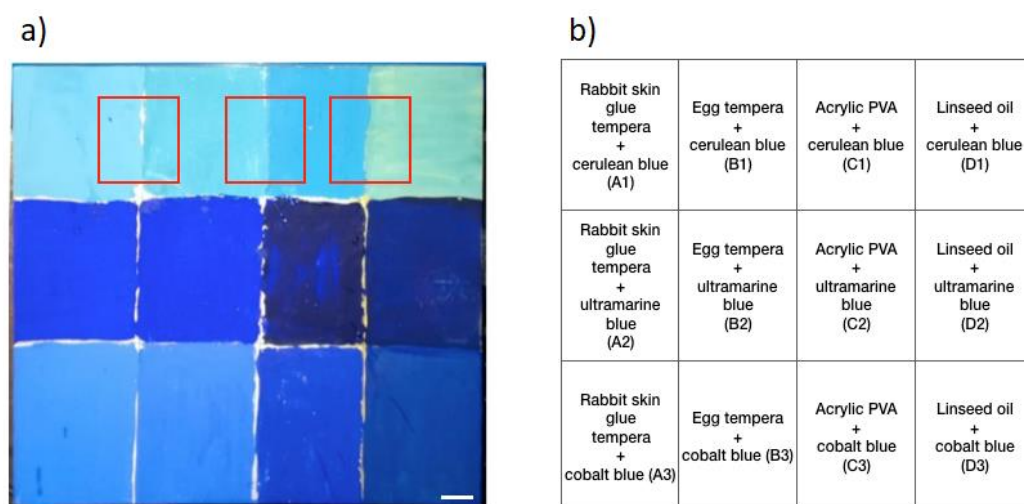 a)
b)
Rabbit skin
glue
tempera
+
cerulean blue
(A1)
Egg tempera
+
cerulean blue
(B1)
Acrylic PVA
+
cerulean blue
(C1)
Linseed oil
+
cerulean blue
(D1)
Rabbit skin
glue
tempera
+
ultramarine
blue
(A2)
Egg tempera
+
ultramarine
blue
(B2)
Acrylic PVA
+
ultramarine
blue
(C2)
Linseed oil
+
ultramarine
blue
(D2)
Rabbit skin
glue
tempera
+
cobalt blue (A3)
Egg tempera
+
cobalt blue (B3)
Acrylic PVA
+
cobalt blue
(C3)
Linseed oil
+
cobalt blue
(D3)